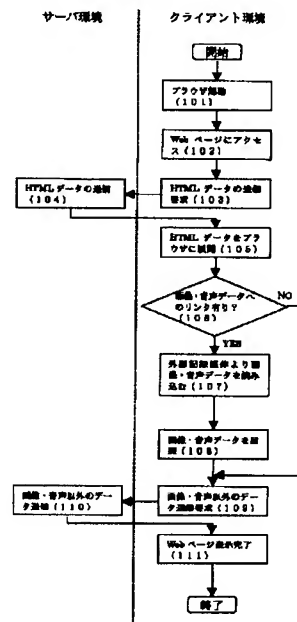 サーバ環境
クライアント環境
開始
ブラウザ起動
(101)
Web ページにアクセ
ス(102)
HTML データの送信
要求(103)
HTML データの送信
(104)
HTML データをブラ
ウザに展開(105)
画像・音声データへ
のリンク有り？
(106)
NO
YES
外部記録媒体より画
像・音声データを読み
込む(107)
画像・音声データを展
開(108)
画像・音声以外のデー
タ送信要求(109)
画像・音声以外のデー
タ送信(110)
Web ページ表示完了
(111)
終了